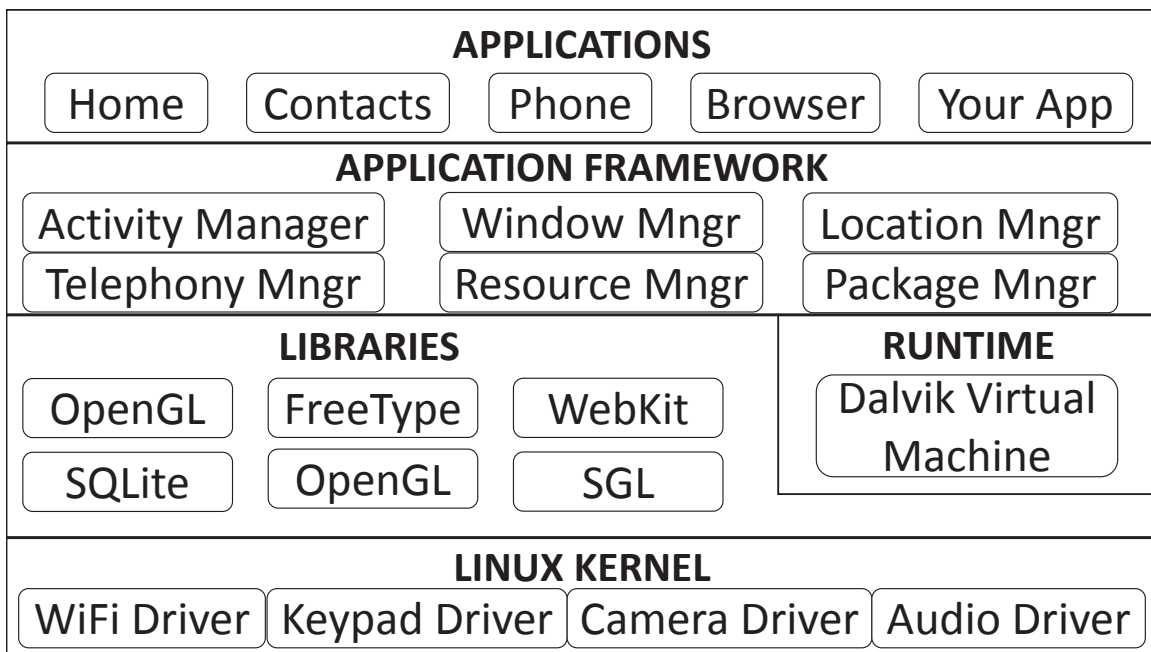 APPLICATIONS
Home Contacts Phone Browser Your App
APPLICATION FRAMEWORK
Activity Manager Window Mngr Location Mngr
Telephony Mngr Resource Mngr Package Mngr
LIBRARIES
OpenGL FreeType WebKit
SQLite OpenGL SGL
RUNTIME
Dalvik Virtual
Machine
LINUX KERNEL
WiFi Driver Keypad Driver Camera Driver Audio Driver